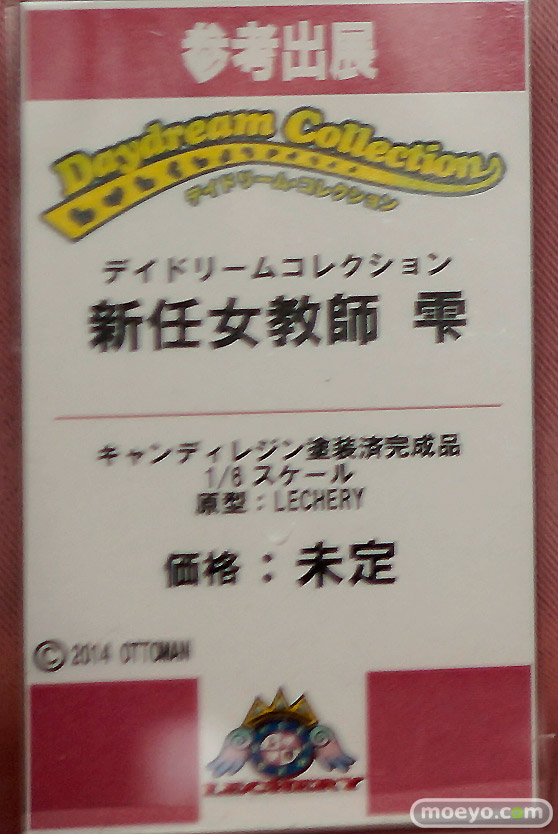 参考出展
Daydream Collection
デイドリーム・コレクション
デイドリームコレクション
新任女教師 雫
キャンディレジン塗装済完成品
1/6 スケール
原型：LECHERY
価格：未定
©2014 OTTOMAN
LECHERY
moeyo.com